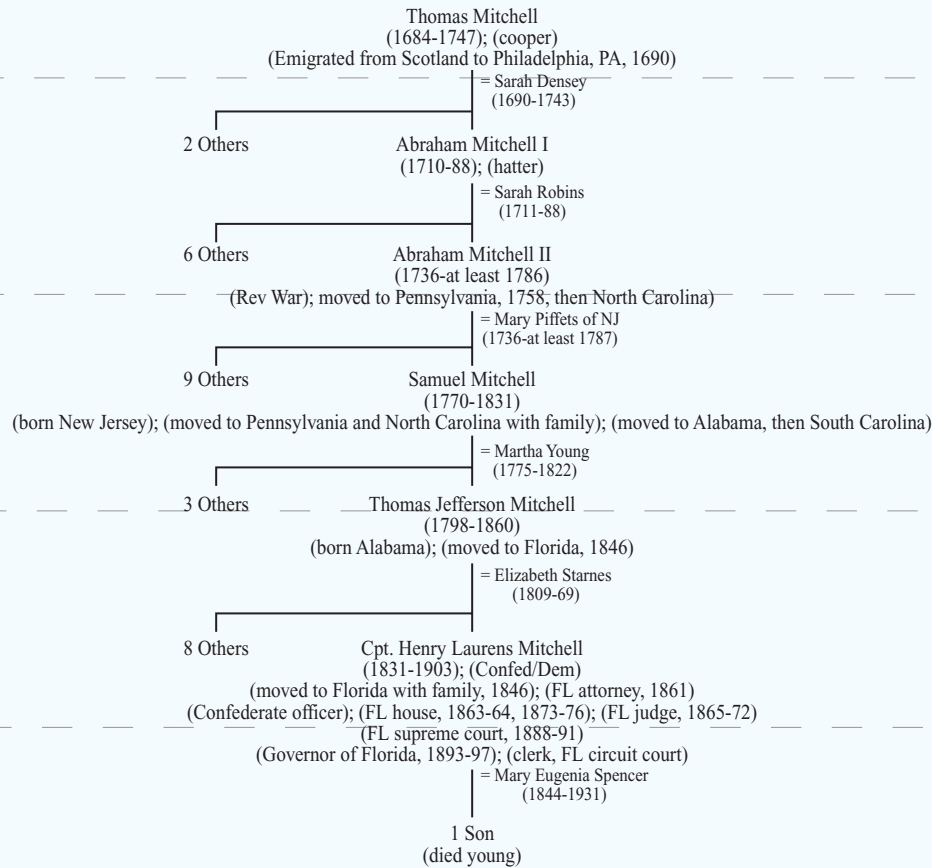 Thomas Mitchell
(1684-1747); (cooper)
(Emigrated from Scotland to Philadelphia, PA, 1690)
= Sarah Densey
(1690-1743)
2 Others
Abraham Mitchell I
(1710-88); (hatter)
= Sarah Robins
(1711-88)
6 Others
Abraham Mitchell II
(1736-at least 1786)
(Rev War); moved to Pennsylvania, 1758, then North Carolina)
= Mary Piffets of NJ
(1736-at least 1787)
9 Others
Samuel Mitchell
(1770-1831)
(born New Jersey); (moved to Pennsylvania and North Carolina with family); (moved to Alabama, then South Carolina)
= Martha Young
(1775-1822)
3 Others
Thomas Jefferson Mitchell
(1798-1860)
(born Alabama); (moved to Florida, 1846)
= Elizabeth Starnes
(1809-69)
8 Others
Cpt. Henry Laurens Mitchell
(1831-1903); (Confed/Dem)
(moved to Florida with family, 1846); (FL attorney, 1861)
(Confederate officer); (FL house, 1863-64, 1873-76); (FL judge, 1865-72)
(FL supreme court, 1888-91)
(Governor of Florida, 1893-97); (clerk, FL circuit court)
= Mary Eugenia Spencer
(1844-1931)
1 Son
(died young)